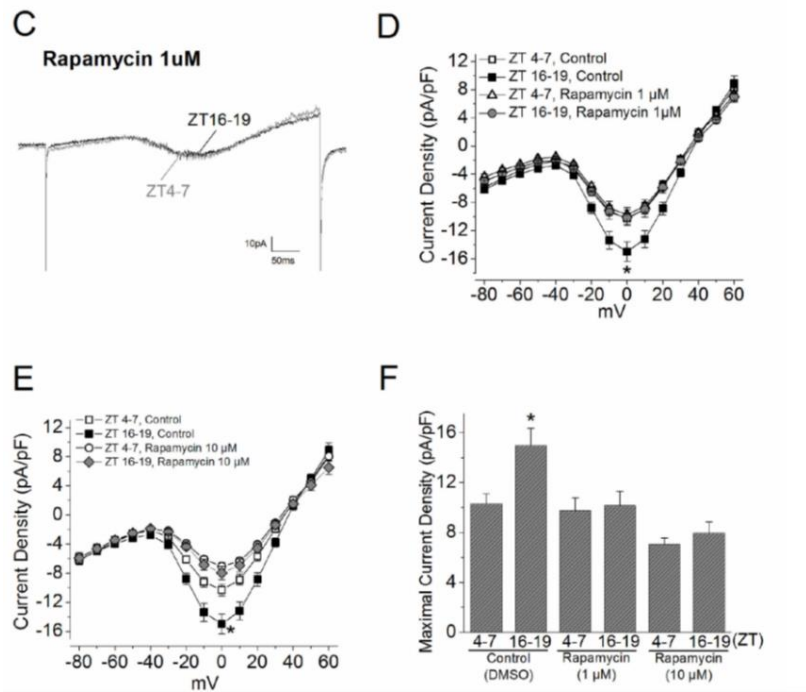 C
Rapamycin 1uM
ZT16-19
ZT4-7
10pA
50ms
D
ZT 4-7, Control
ZT 16-19, Control
ZT 4-7, Rapamycin 1 µM
ZT 16-19, Rapamycin 1µM
Current Density (pA/pF)
12
8
4
0
-4
-8
-12
-16
*
-80 -60 -40 -20 0 20 40 60
mV
E
ZT 4-7, Control
ZT 16-19, Control
ZT 4-7, Rapamycin 10 µM
ZT 16-19, Rapamycin 10 µM
Current Density (pA/pF)
12
8
4
0
-4
-8
-12
-16
*
-80 -60 -40 -20 0 20 40 60
mV
F
Maximal Current Density (pA/pF)
16
12
8
4
0
*
4-7 16-19 4-7 16-19 4-7 16-19 (ZT)
Control Rapamycin Rapamycin
(DMSO) (1 µM) (10 µM)